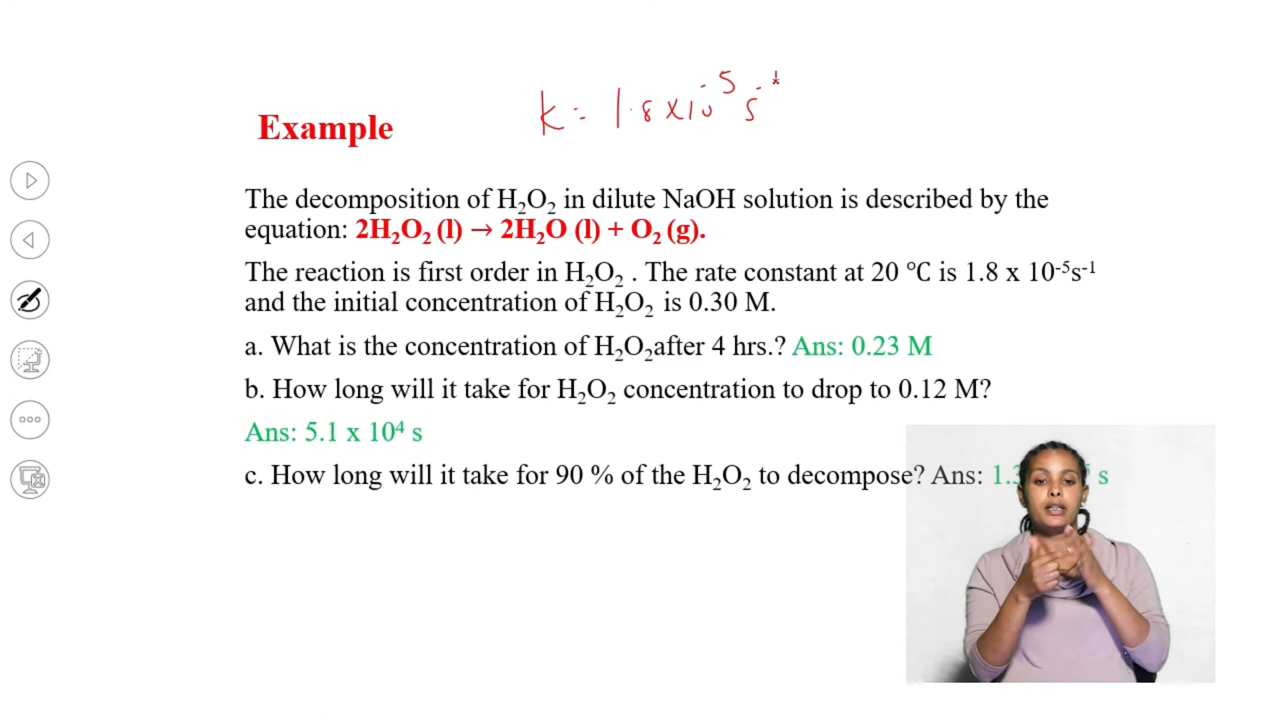 k = 1.8 x 10⁻⁵ s⁻¹
Example
The decomposition of H₂O₂ in dilute NaOH solution is described by the
equation: 2H₂O₂ (l) → 2H₂O (l) + O₂ (g).
The reaction is first order in H₂O₂ . The rate constant at 20 °C is 1.8 x 10⁻⁵s⁻¹
and the initial concentration of H₂O₂ is 0.30 M.
a. What is the concentration of H₂O₂after 4 hrs.? Ans: 0.23 M
b. How long will it take for H₂O₂ concentration to drop to 0.12 M?
Ans: 5.1 x 10⁴ s
c. How long will it take for 90 % of the H₂O₂ to decompose? Ans: s